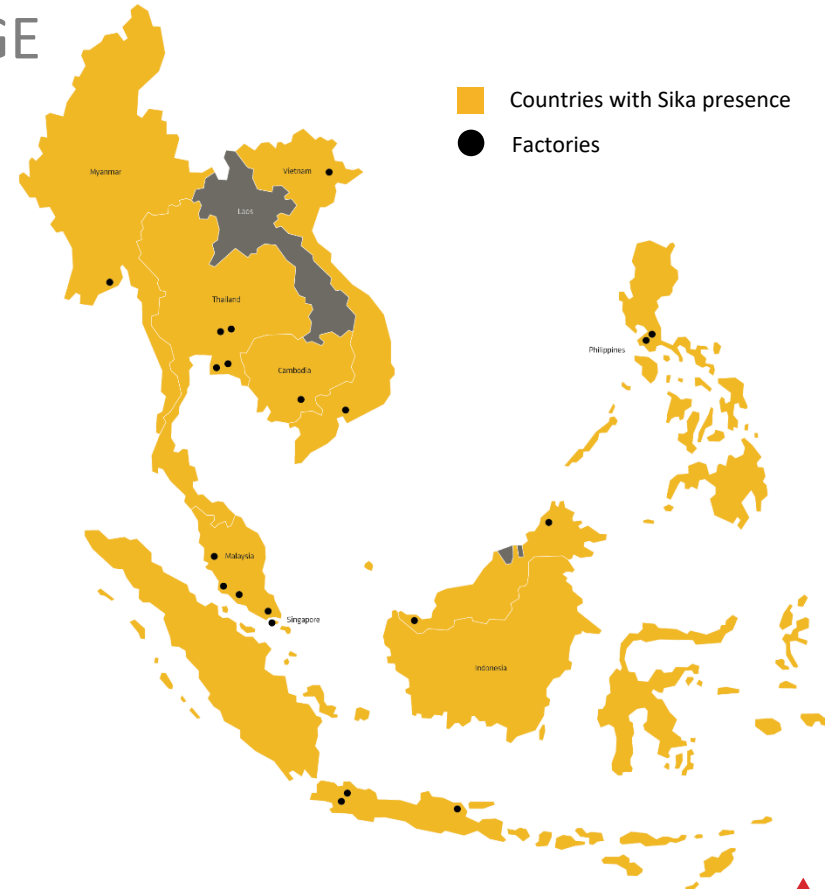 GE
Countries with Sika presence
Factories
Myanmar
Vietnam
Laos
Thailand
Philippines
Cambodia
Malaysia
Singapore
Indonesia